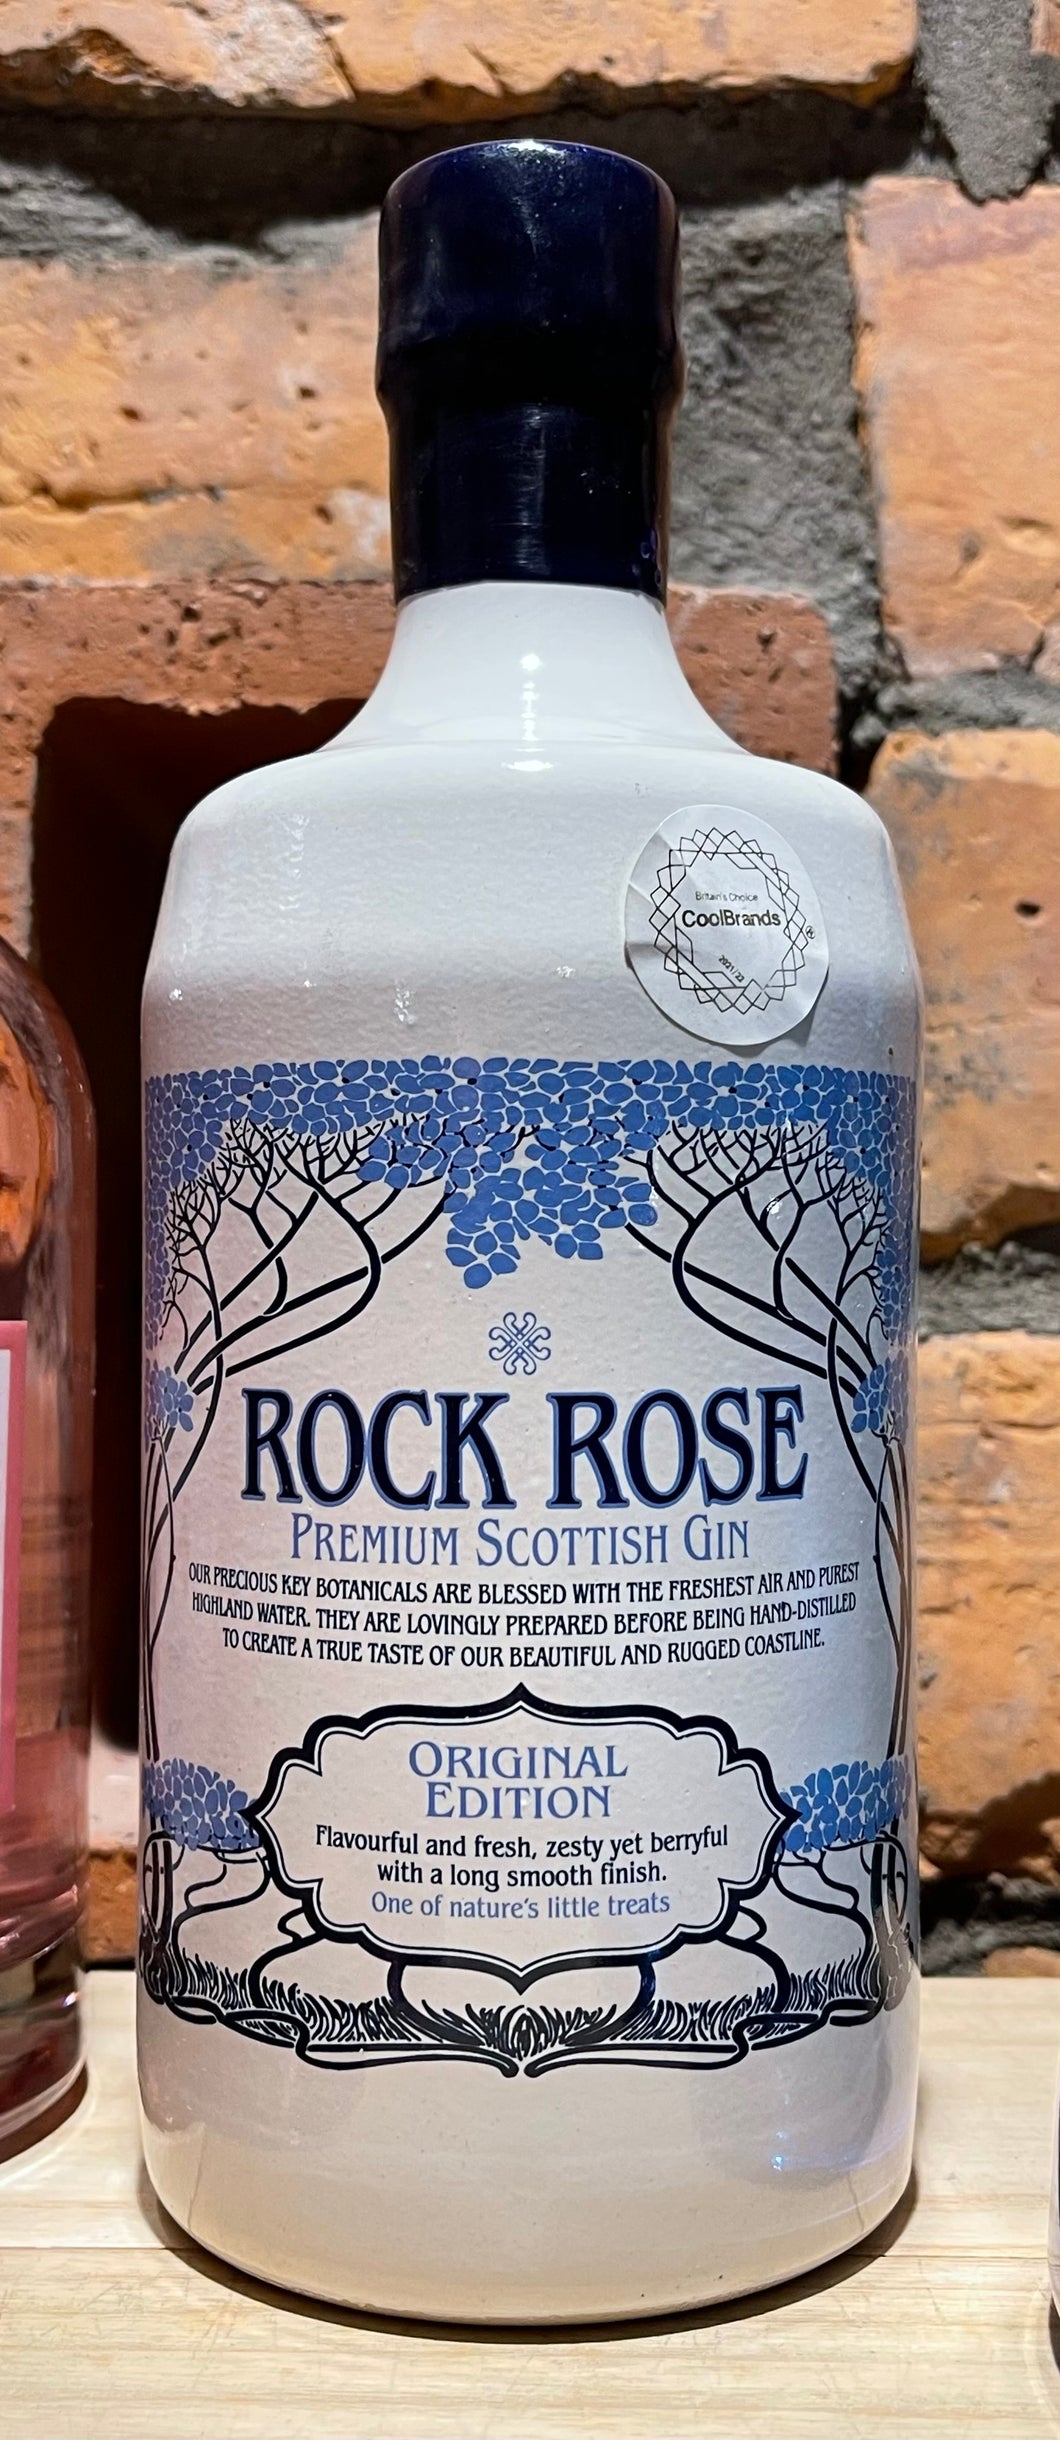 Britain's Choice
CoolBrands
®
2021/22
ROCK ROSE
PREMIUM SCOTTISH GIN
OUR PRECIOUS KEY BOTANICALS ARE BLESSED WITH THE FRESHEST AIR AND PUREST
HIGHLAND WATER. THEY ARE LOVINGLY PREPARED BEFORE BEING HAND-DISTILLED
TO CREATE A TRUE TASTE OF OUR BEAUTIFUL AND RUGGED COASTLINE.
ORIGINAL
EDITION
Flavourful and fresh, zesty yet berryful
with a long smooth finish.
One of nature's little treats